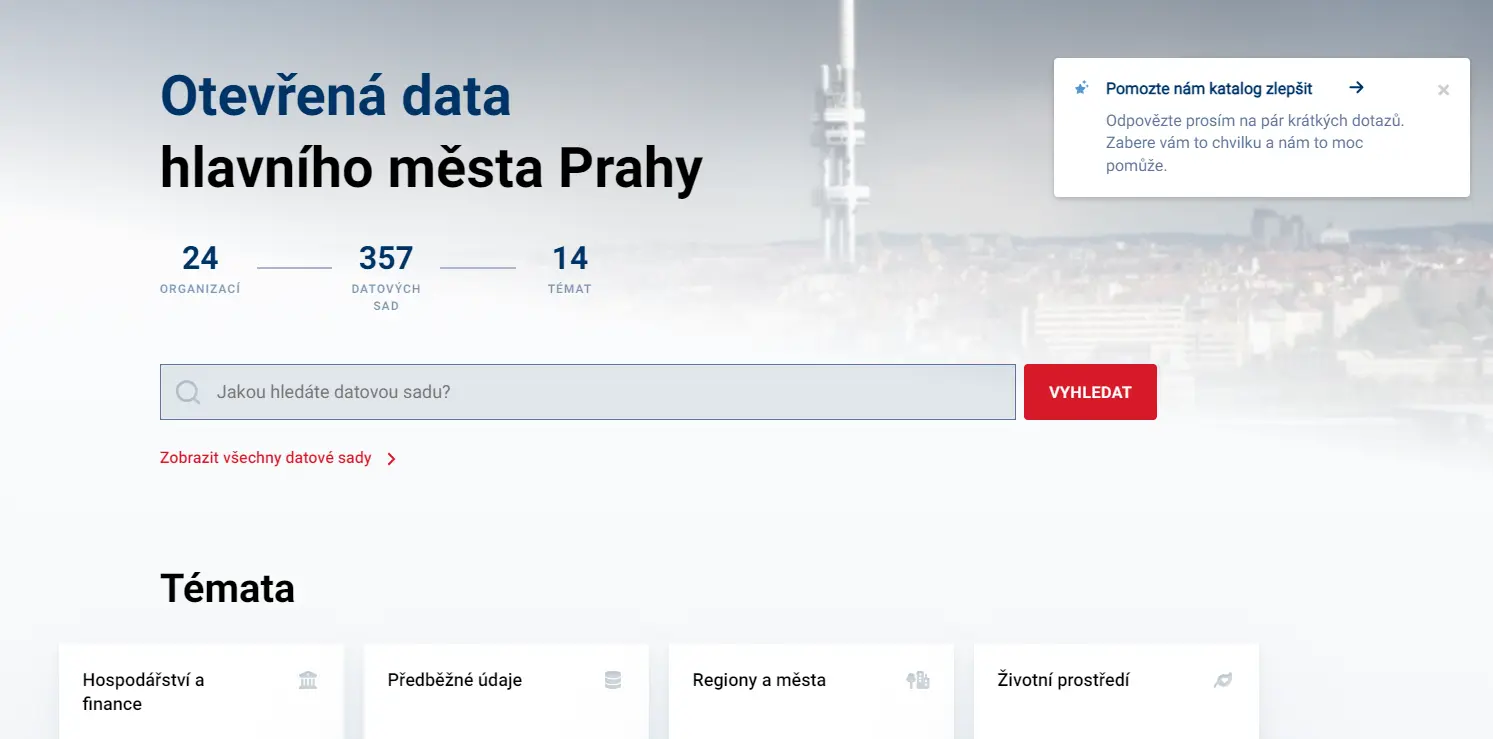 Otevřená data
hlavního města Prahy
Pomozte nám katalog zlepšit
Odpovězte prosím na pár krátkých dotazů.
Zabere vám to chvilku a nám to moc
pomůže.
24
ORGANIZACÍ
357
DATOVÝCH
SAD
14
TÉMAT
Jakou hledáte datovou sadu?
VYHLEDAT
Zobrazit všechny datové sady
Témata
Hospodářství a
finance
Předběžné údaje
Regiony a města
Životní prostředí